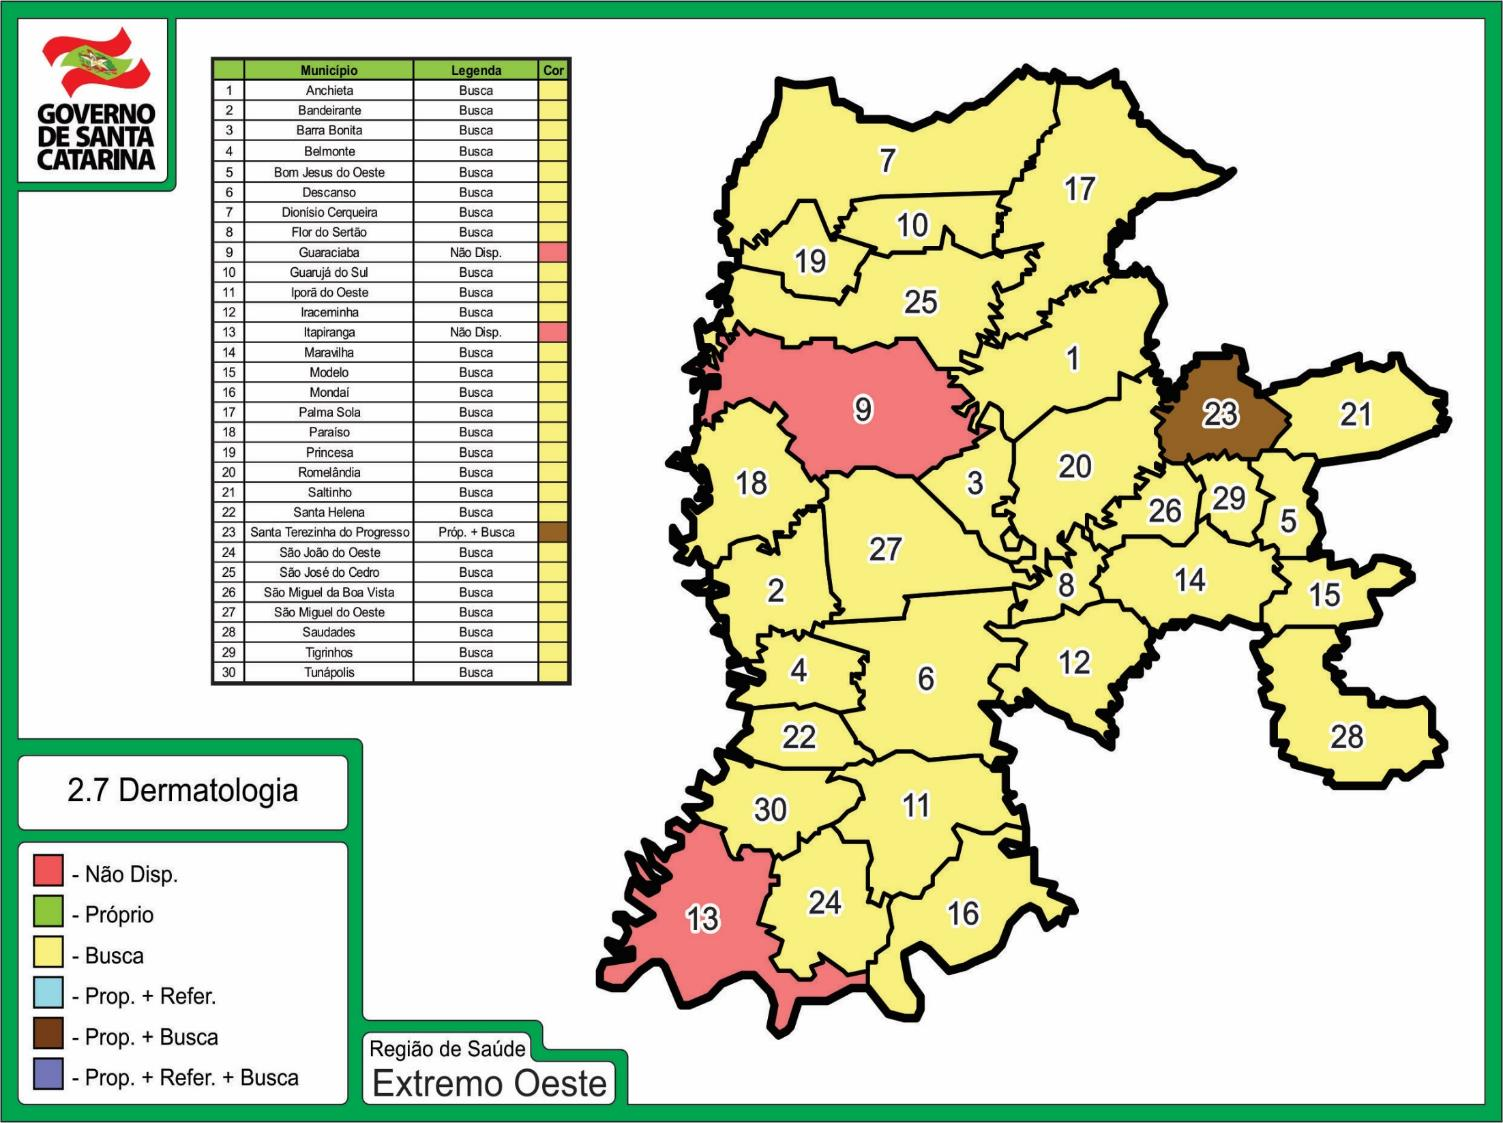 GOVERNO
DE SANTA
CATARINA
Município Legenda Cor
1 Anchieta Busca
2 Bandeirante Busca
3 Barra Bonita Busca
4 Belmonte Busca
5 Bom Jesus do Oeste Busca
6 Descanso Busca
7 Dionísio Cerqueira Busca
8 Flor do Sertão Busca
9 Guaraciaba Não Disp.
10 Guarujá do Sul Busca
11 Iporã do Oeste Busca
12 Iraceminha Busca
13 Itapiranga Não Disp.
14 Maravilha Busca
15 Modelo Busca
16 Mondaí Busca
17 Palma Sola Busca
18 Paraíso Busca
19 Princesa Busca
20 Romelândia Busca
21 Saltinho Busca
22 Santa Helena Busca
23 Santa Terezinha do Progresso Próp. + Busca
24 São João do Oeste Busca
25 São José do Cedro Busca
26 São Miguel da Boa Vista Busca
27 São Miguel do Oeste Busca
28 Saudades Busca
29 Tigrinhos Busca
30 Tunápolis Busca
7
17
10
19
25
1
9
23
21
18
3
20
26
29
5
27
2
8
14
15
4
6
12
22
28
30
11
13
24
16
2.7 Dermatologia
- Não Disp.
- Próprio
- Busca
- Prop. + Refer.
- Prop. + Busca
- Prop. + Refer. + Busca
Região de Saúde
Extremo Oeste